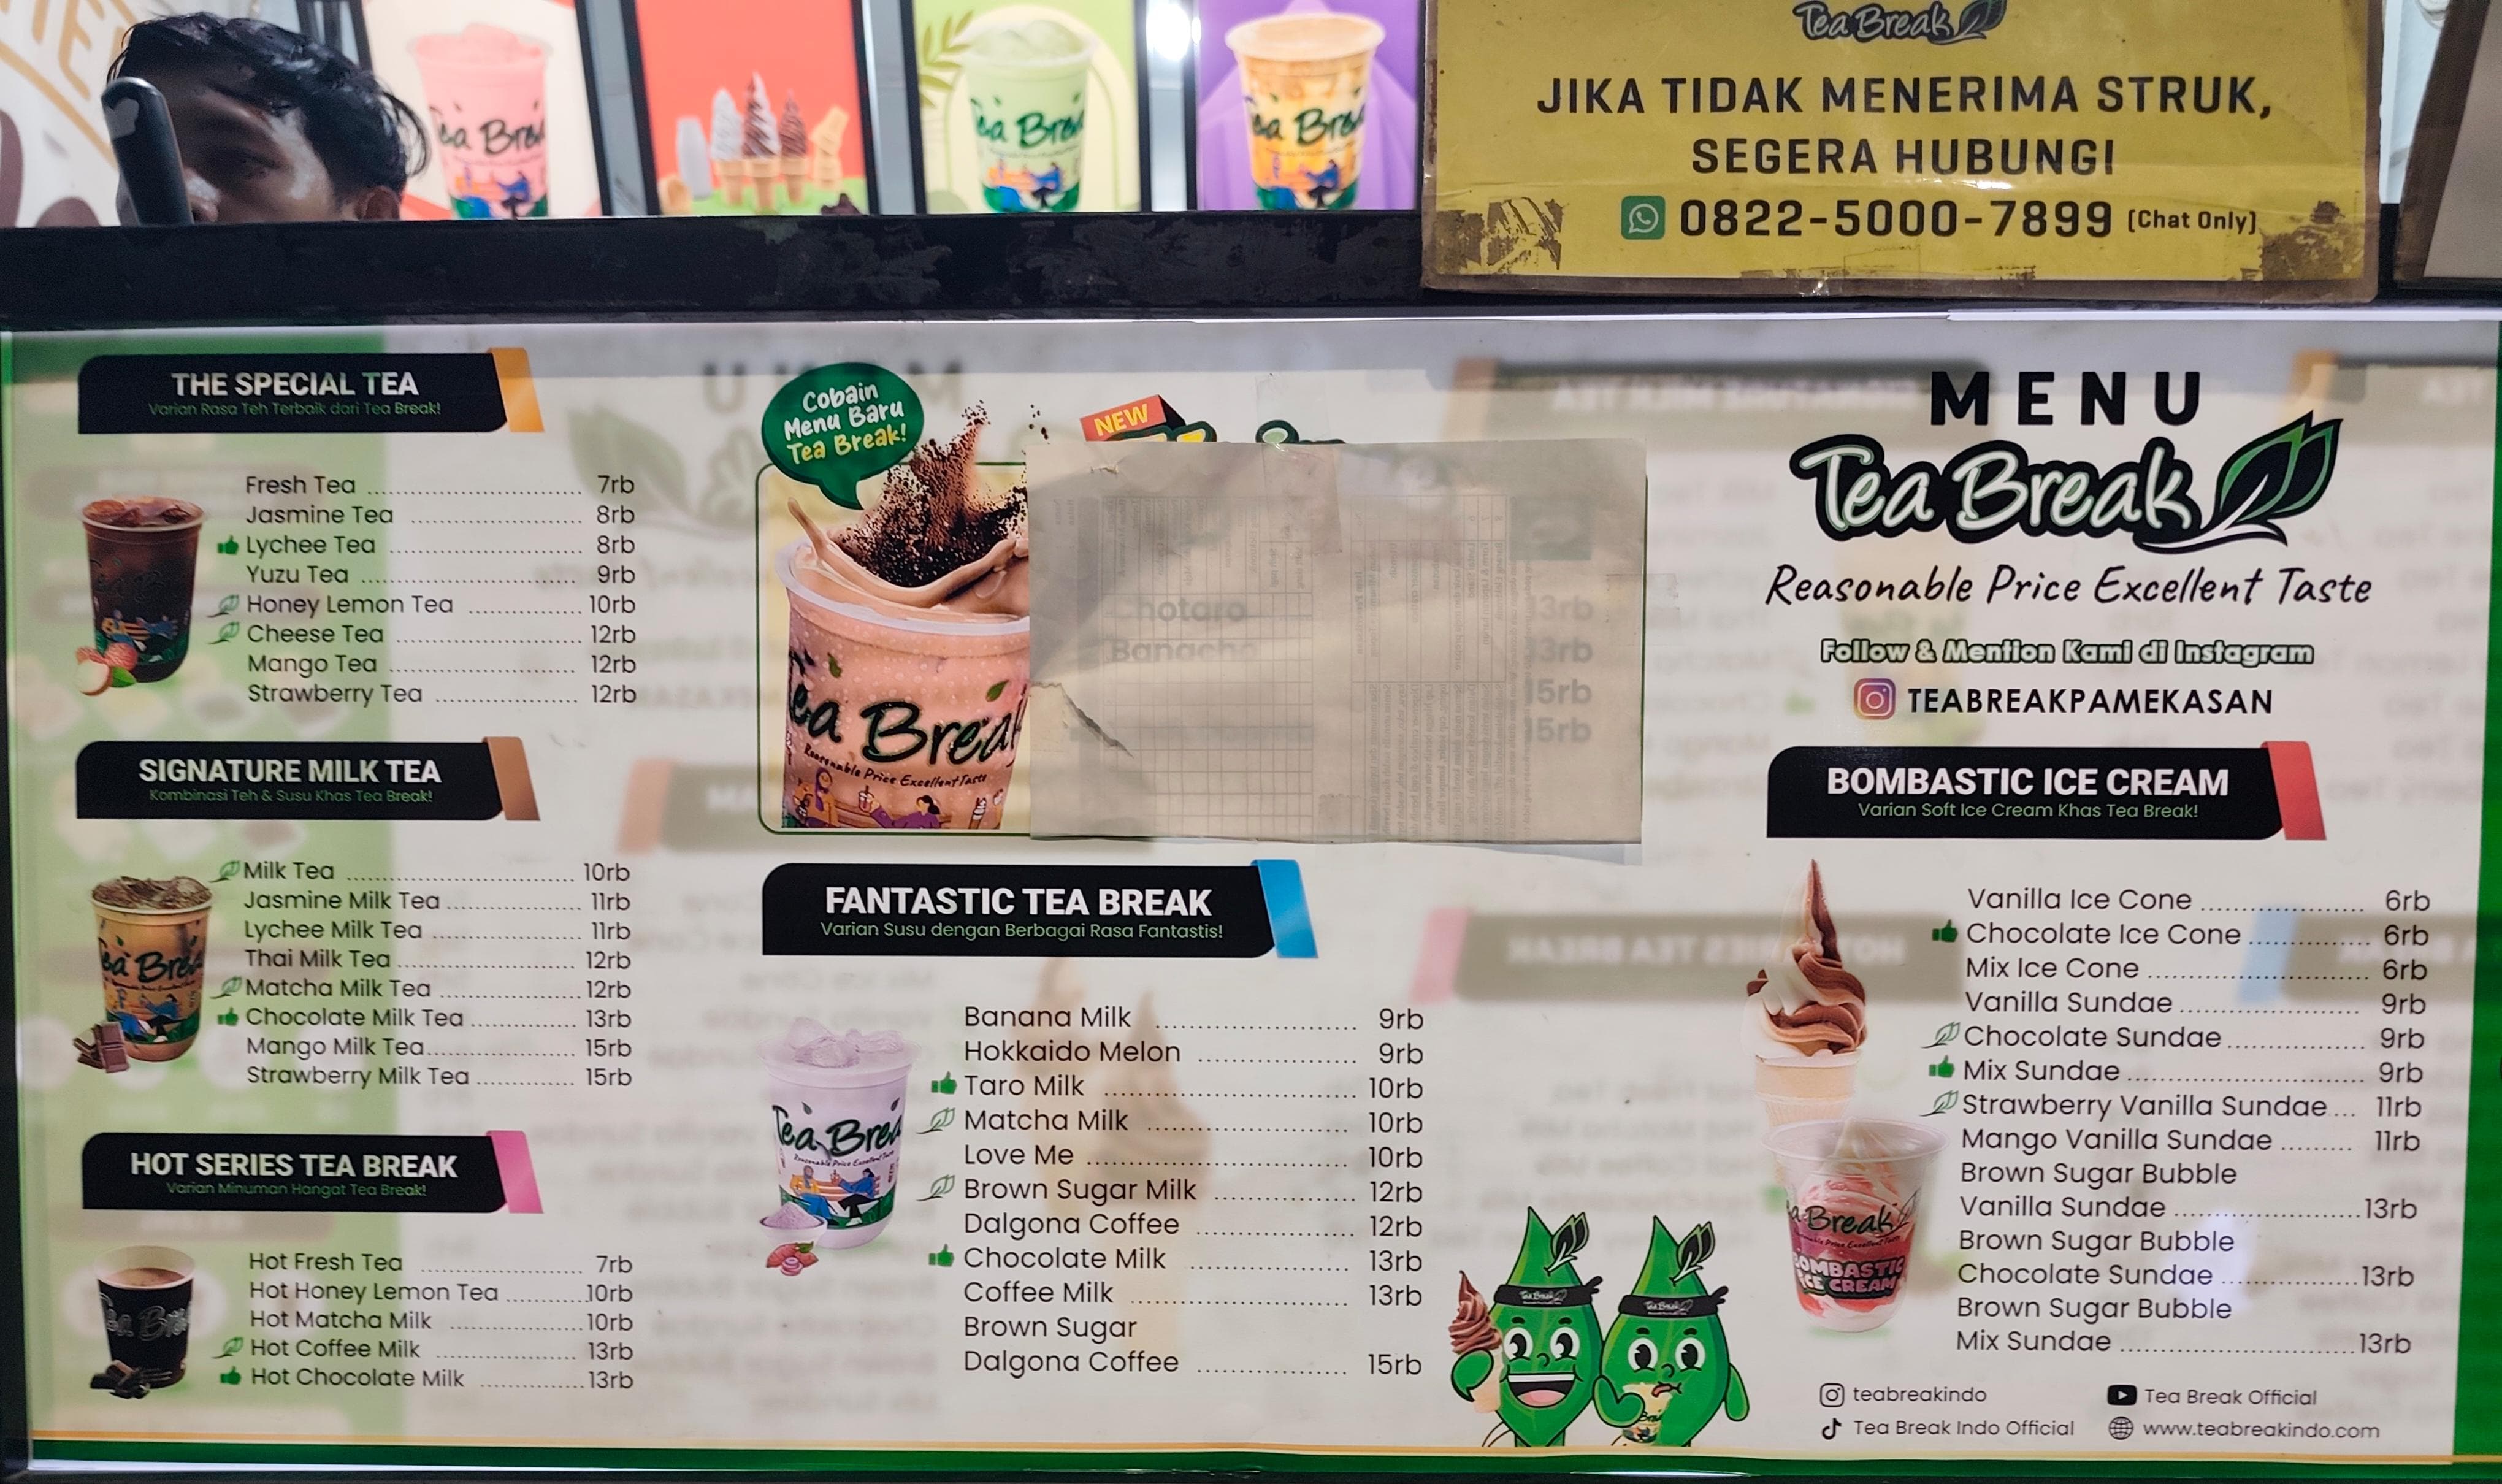 Tea Break
JIKA TIDAK MENERIMA STRUK,
SEGERA HUBUNGI
0822-5000-7899 (Chat Only)
THE SPECIAL TEA
Varian Rasa Teh Terbaik dari Tea Break!
Fresh Tea 7rb
Jasmine Tea 8rb
Lychee Tea 8rb
Yuzu Tea 9rb
Honey Lemon Tea 10rb
Cheese Tea 12rb
Mango Tea 12rb
Strawberry Tea 12rb
SIGNATURE MILK TEA
Kombinasi Teh & Susu Khas Tea Break!
Milk Tea 10rb
Jasmine Milk Tea 11rb
Lychee Milk Tea 11rb
Thai Milk Tea 12rb
Matcha Milk Tea 12rb
Chocolate Milk Tea 13rb
Mango Milk Tea 15rb
Strawberry Milk Tea 15rb
HOT SERIES TEA BREAK
Varian Minuman Hangat Tea Break!
Hot Fresh Tea 7rb
Hot Honey Lemon Tea 10rb
Hot Matcha Milk 10rb
Hot Coffee Milk 13rb
Hot Chocolate Milk 13rb
Cobain
Menu Baru
Tea Break!
NEW
Tea Break
Reasonable Price Excellent Taste
Chotaro 13rb
13rb
15rb
15rb
FANTASTIC TEA BREAK
Varian Susu dengan Berbagai Rasa Fantastis!
Banana Milk 9rb
Hokkaido Melon 9rb
Taro Milk 10rb
Matcha Milk 10rb
Love Me 10rb
Brown Sugar Milk 12rb
Dalgona Coffee 12rb
Chocolate Milk 13rb
Coffee Milk 13rb
Brown Sugar
Dalgona Coffee 15rb
MENU
Tea Break
Reasonable Price Excellent Taste
Follow & Mention Kami di Instagram
TEABREAKPAMEKASAN
BOMBASTIC ICE CREAM
Varian Soft Ice Cream Khas Tea Break!
Vanilla Ice Cone 6rb
Chocolate Ice Cone 6rb
Mix Ice Cone 6rb
Vanilla Sundae 9rb
Chocolate Sundae 9rb
Mix Sundae 9rb
Strawberry Vanilla Sundae 11rb
Mango Vanilla Sundae 11rb
Brown Sugar Bubble
Vanilla Sundae 13rb
Brown Sugar Bubble
Chocolate Sundae 13rb
Brown Sugar Bubble
Mix Sundae 13rb
BOMBASTIC
ICE CREAM
teabreakindo
Tea Break Official
Tea Break Indo Official
www.teabreakindo.com